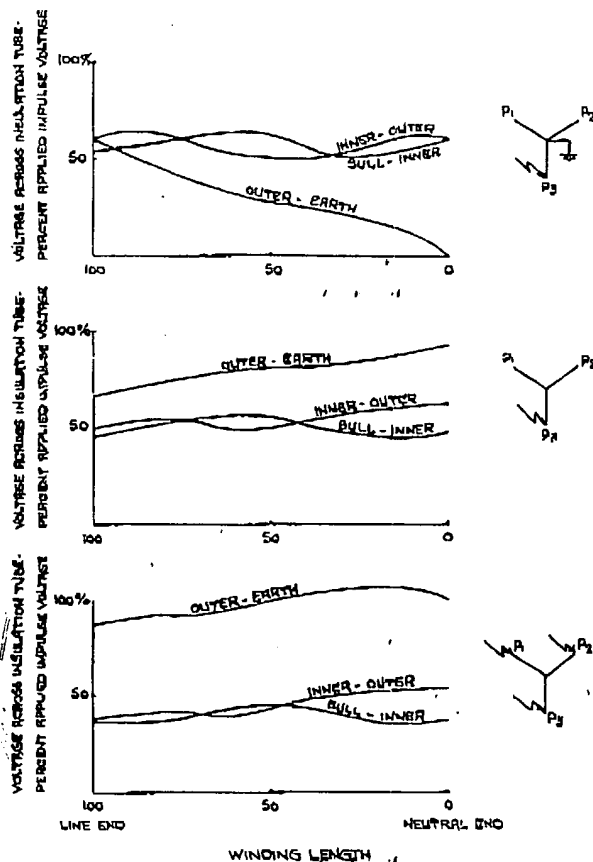 VOLTAGE ACROSS INSULATION TUBE-
PERCENT APPLIED IMPULSE VOLTAGE
100%
50
INNER-OUTER
BULL-INNER
OUTER-EARTH
100
50
0
P1
P2
P3
VOLTAGE ACROSS INSULATION TUBE-
PERCENT APPLIED IMPULSE VOLTAGE
100%
50
OUTER-EARTH
INNER-OUTER
BULL-INNER
100
50
0
P1
P2
P3
VOLTAGE ACROSS INSULATION TUBE-
PERCENT APPLIED IMPULSE VOLTAGE
100%
50
OUTER-EARTH
INNER-OUTER
BULL-INNER
100
50
0
P1
P2
P3
LINE END
NEUTRAL END
WINDING LENGTH